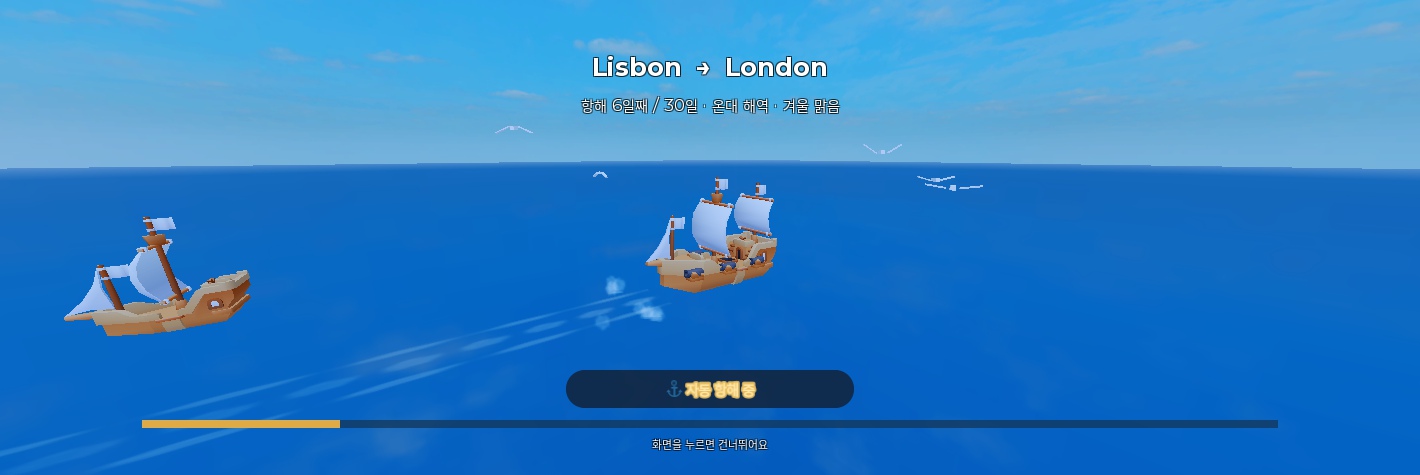 Lisbon → London
항해 6일째 / 30일 · 온대 해역 · 겨울 맑음
⚓ 자동 항해 중
화면을 누르면 건너뛰어요